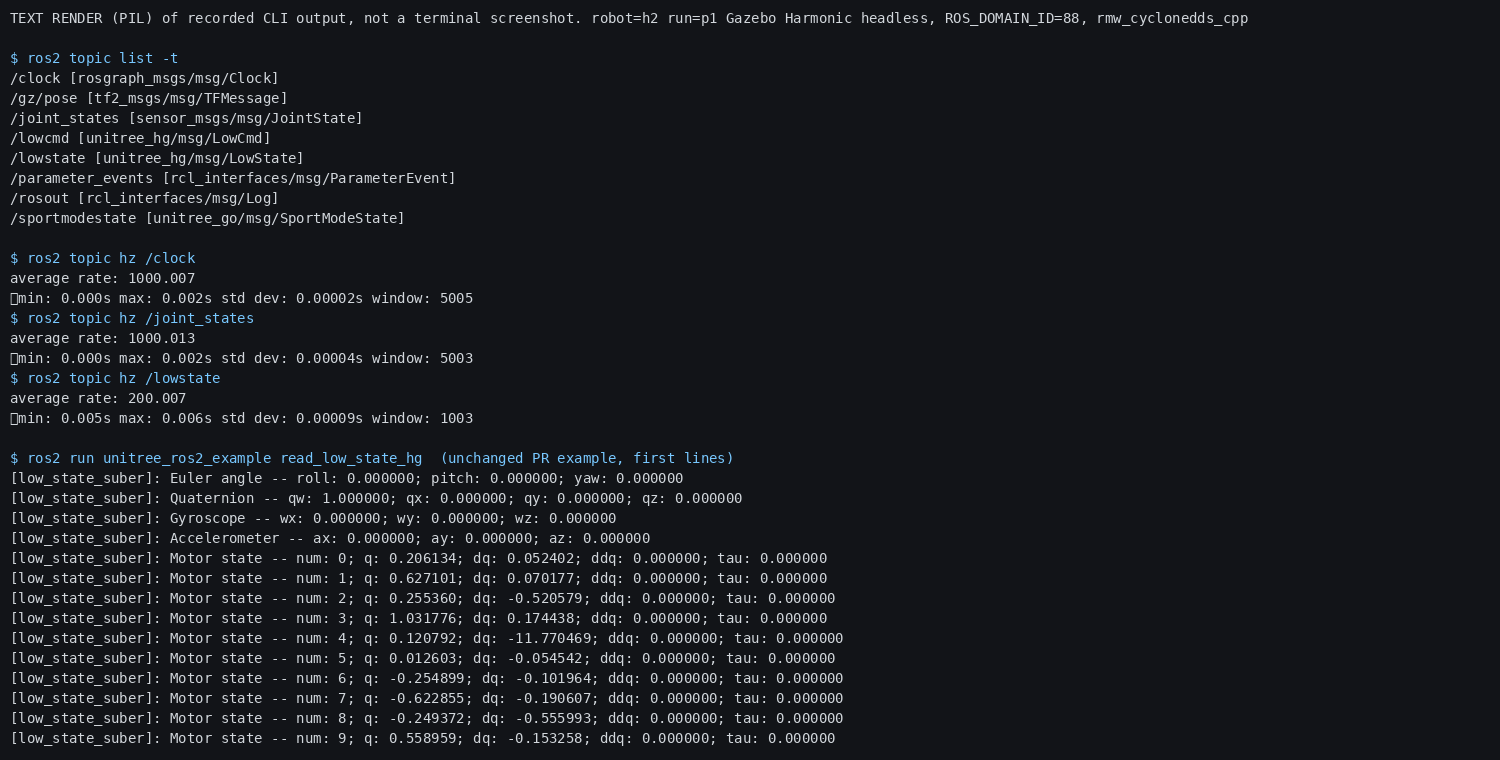 TEXT RENDER (PIL) of recorded CLI output, not a terminal screenshot. robot=h2 run=p1 Gazebo Harmonic headless, ROS_DOMAIN_ID=88, rmw_cyclonedds_cpp
$ ros2 topic list -t
/clock [rosgraph_msgs/msg/Clock]
/gz/pose [tf2_msgs/msg/TFMessage]
/joint_states [sensor_msgs/msg/JointState]
/lowcmd [unitree_hg/msg/LowCmd]
/lowstate [unitree_hg/msg/LowState]
/parameter_events [rcl_interfaces/msg/ParameterEvent]
/rosout [rcl_interfaces/msg/Log]
/sportmodestate [unitree_go/msg/SportModeState]
$ ros2 topic hz /clock
average rate: 1000.007
▯min: 0.000s max: 0.002s std dev: 0.00002s window: 5005
$ ros2 topic hz /joint_states
average rate: 1000.013
▯min: 0.000s max: 0.002s std dev: 0.00004s window: 5003
$ ros2 topic hz /lowstate
average rate: 200.007
▯min: 0.005s max: 0.006s std dev: 0.00009s window: 1003
$ ros2 run unitree_ros2_example read_low_state_hg  (unchanged PR example, first lines)
[low_state_suber]: Euler angle -- roll: 0.000000; pitch: 0.000000; yaw: 0.000000
[low_state_suber]: Quaternion -- qw: 1.000000; qx: 0.000000; qy: 0.000000; qz: 0.000000
[low_state_suber]: Gyroscope -- wx: 0.000000; wy: 0.000000; wz: 0.000000
[low_state_suber]: Accelerometer -- ax: 0.000000; ay: 0.000000; az: 0.000000
[low_state_suber]: Motor state -- num: 0; q: 0.206134; dq: 0.052402; ddq: 0.000000; tau: 0.000000
[low_state_suber]: Motor state -- num: 1; q: 0.627101; dq: 0.070177; ddq: 0.000000; tau: 0.000000
[low_state_suber]: Motor state -- num: 2; q: 0.255360; dq: -0.520579; ddq: 0.000000; tau: 0.000000
[low_state_suber]: Motor state -- num: 3; q: 1.031776; dq: 0.174438; ddq: 0.000000; tau: 0.000000
[low_state_suber]: Motor state -- num: 4; q: 0.120792; dq: -11.770469; ddq: 0.000000; tau: 0.000000
[low_state_suber]: Motor state -- num: 5; q: 0.012603; dq: -0.054542; ddq: 0.000000; tau: 0.000000
[low_state_suber]: Motor state -- num: 6; q: -0.254899; dq: -0.101964; ddq: 0.000000; tau: 0.000000
[low_state_suber]: Motor state -- num: 7; q: -0.622855; dq: -0.190607; ddq: 0.000000; tau: 0.000000
[low_state_suber]: Motor state -- num: 8; q: -0.249372; dq: -0.555993; ddq: 0.000000; tau: 0.000000
[low_state_suber]: Motor state -- num: 9; q: 0.558959; dq: -0.153258; ddq: 0.000000; tau: 0.000000